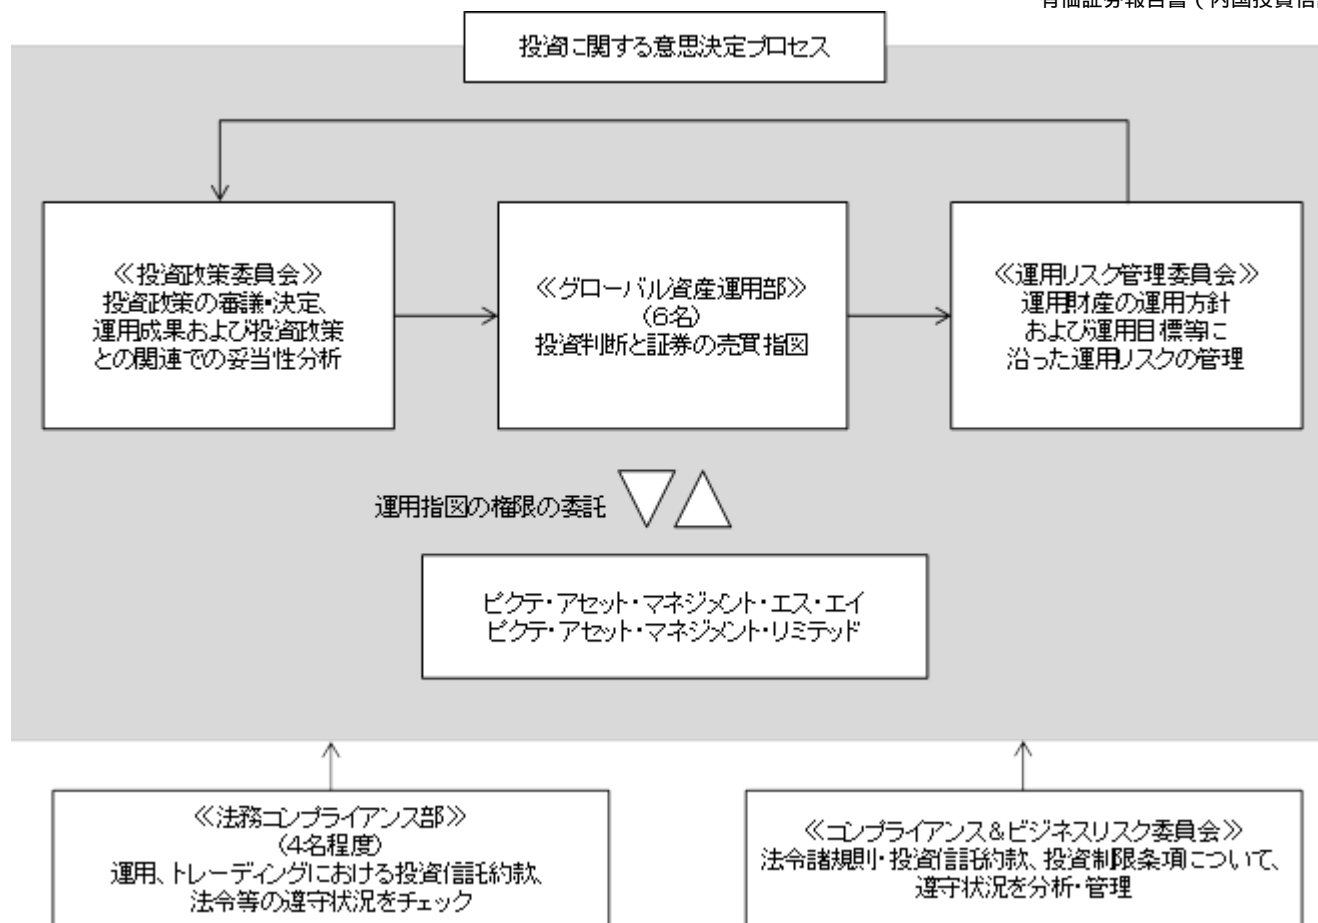 有価証券報告書(内国投資信
投資に関する意思決定プロセス
≪投資政策委員会≫
投資政策の審議・決定、
運用成果および投資政策
との関連での妥当性分析
≪グローバル資産運用部≫
(6名)
投資判断と証券の売買指図
≪運用リスク管理委員会≫
運用財産の運用方針
および運用目標等に
沿った運用リスクの管理
運用指図の権限の委託
ピクテ・アセット・マネジメント・エス・エイ
ピクテ・アセット・マネジメント・リミテッド
≪法務コンプライアンス部≫
(4名程度)
運用、トレーディングにおける投資信託約款、
法令等の遵守状況をチェック
≪コンプライアンス&ビジネスリスク委員会≫
法令諸規則・投資信託約款、投資制限条項について、
遵守状況を分析・管理